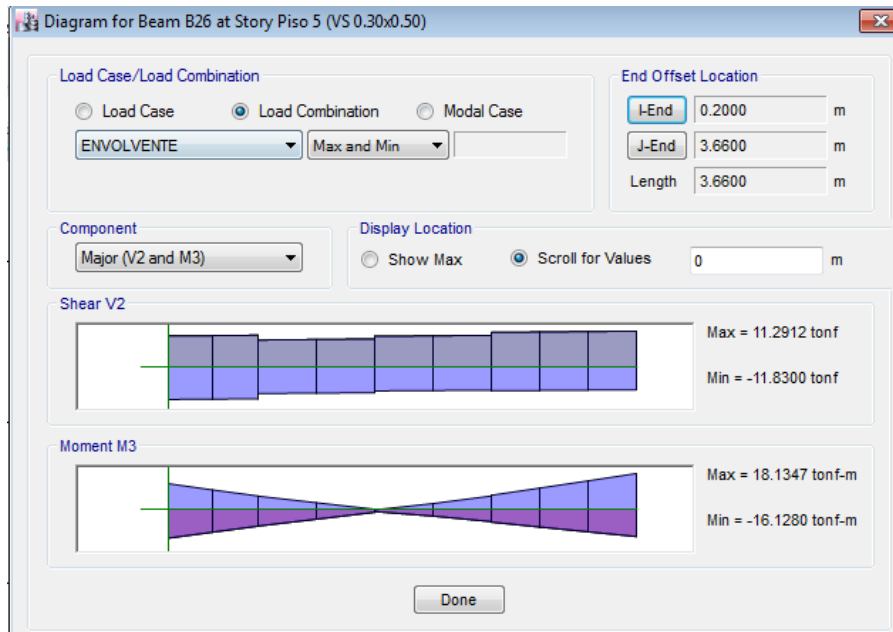 Diagram for Beam B26 at Story Piso 5 (VS 0.30x0.50)
Load Case/Load Combination
Load Case
Load Combination
Modal Case
ENVOLVENTE
Max and Min
End Offset Location
I-End 0.2000 m
J-End 3.6600 m
Length 3.6600 m
Component
Major (V2 and M3)
Display Location
Show Max
Scroll for Values
0 m
Shear V2
Max = 11.2912 tonf
Min = -11.8300 tonf
Moment M3
Max = 18.1347 tonf-m
Min = -16.1280 tonf-m
Done